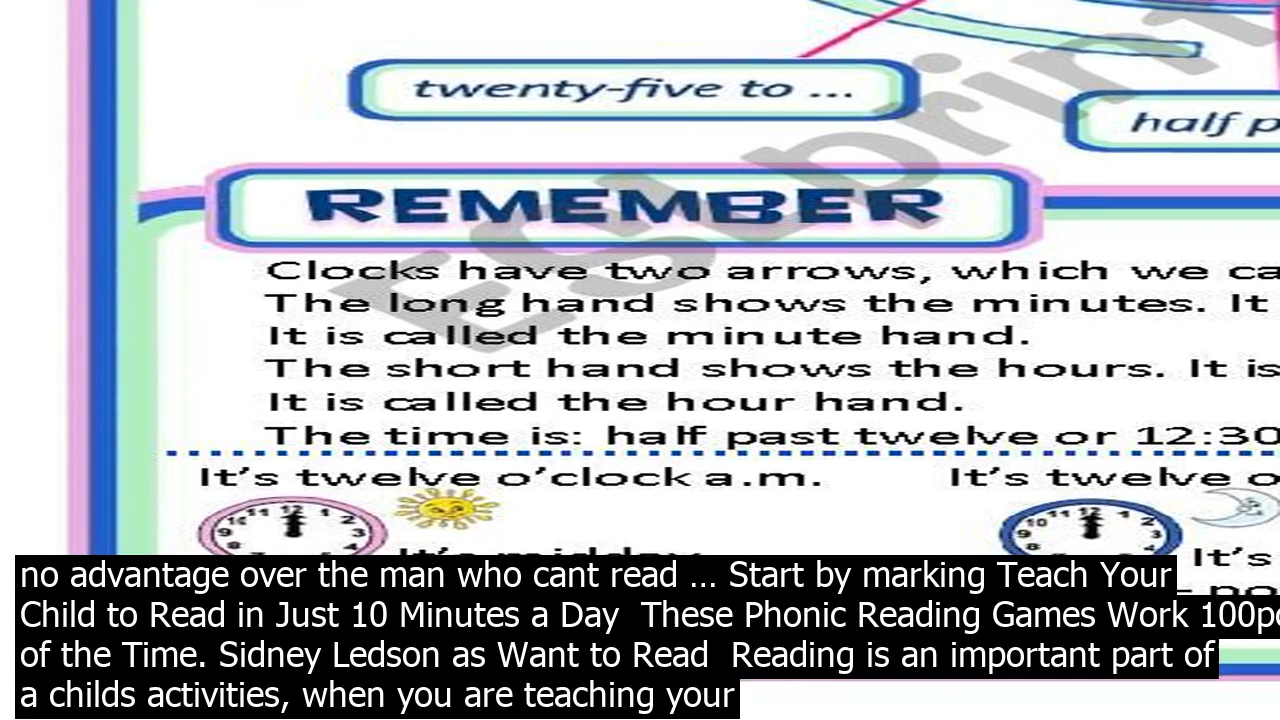 twenty-five to ...
half p
REMEMBER
Clocks have two arrows, which we ca
The long hand shows the minutes. It
It is called the minute hand.
The short hand shows the hours. It is
It is called the hour hand.
The time is: half past twelve or 12:30
It's twelve o'clock a.m. It's twelve o
It's midday It's
no advantage over the man who cant read ... Start by marking Teach Your
Child to Read in Just 10 Minutes a Day  These Phonic Reading Games Work 100pc
of the Time. Sidney Ledson as Want to Read  Reading is an important part of
a childs activities, when you are teaching your